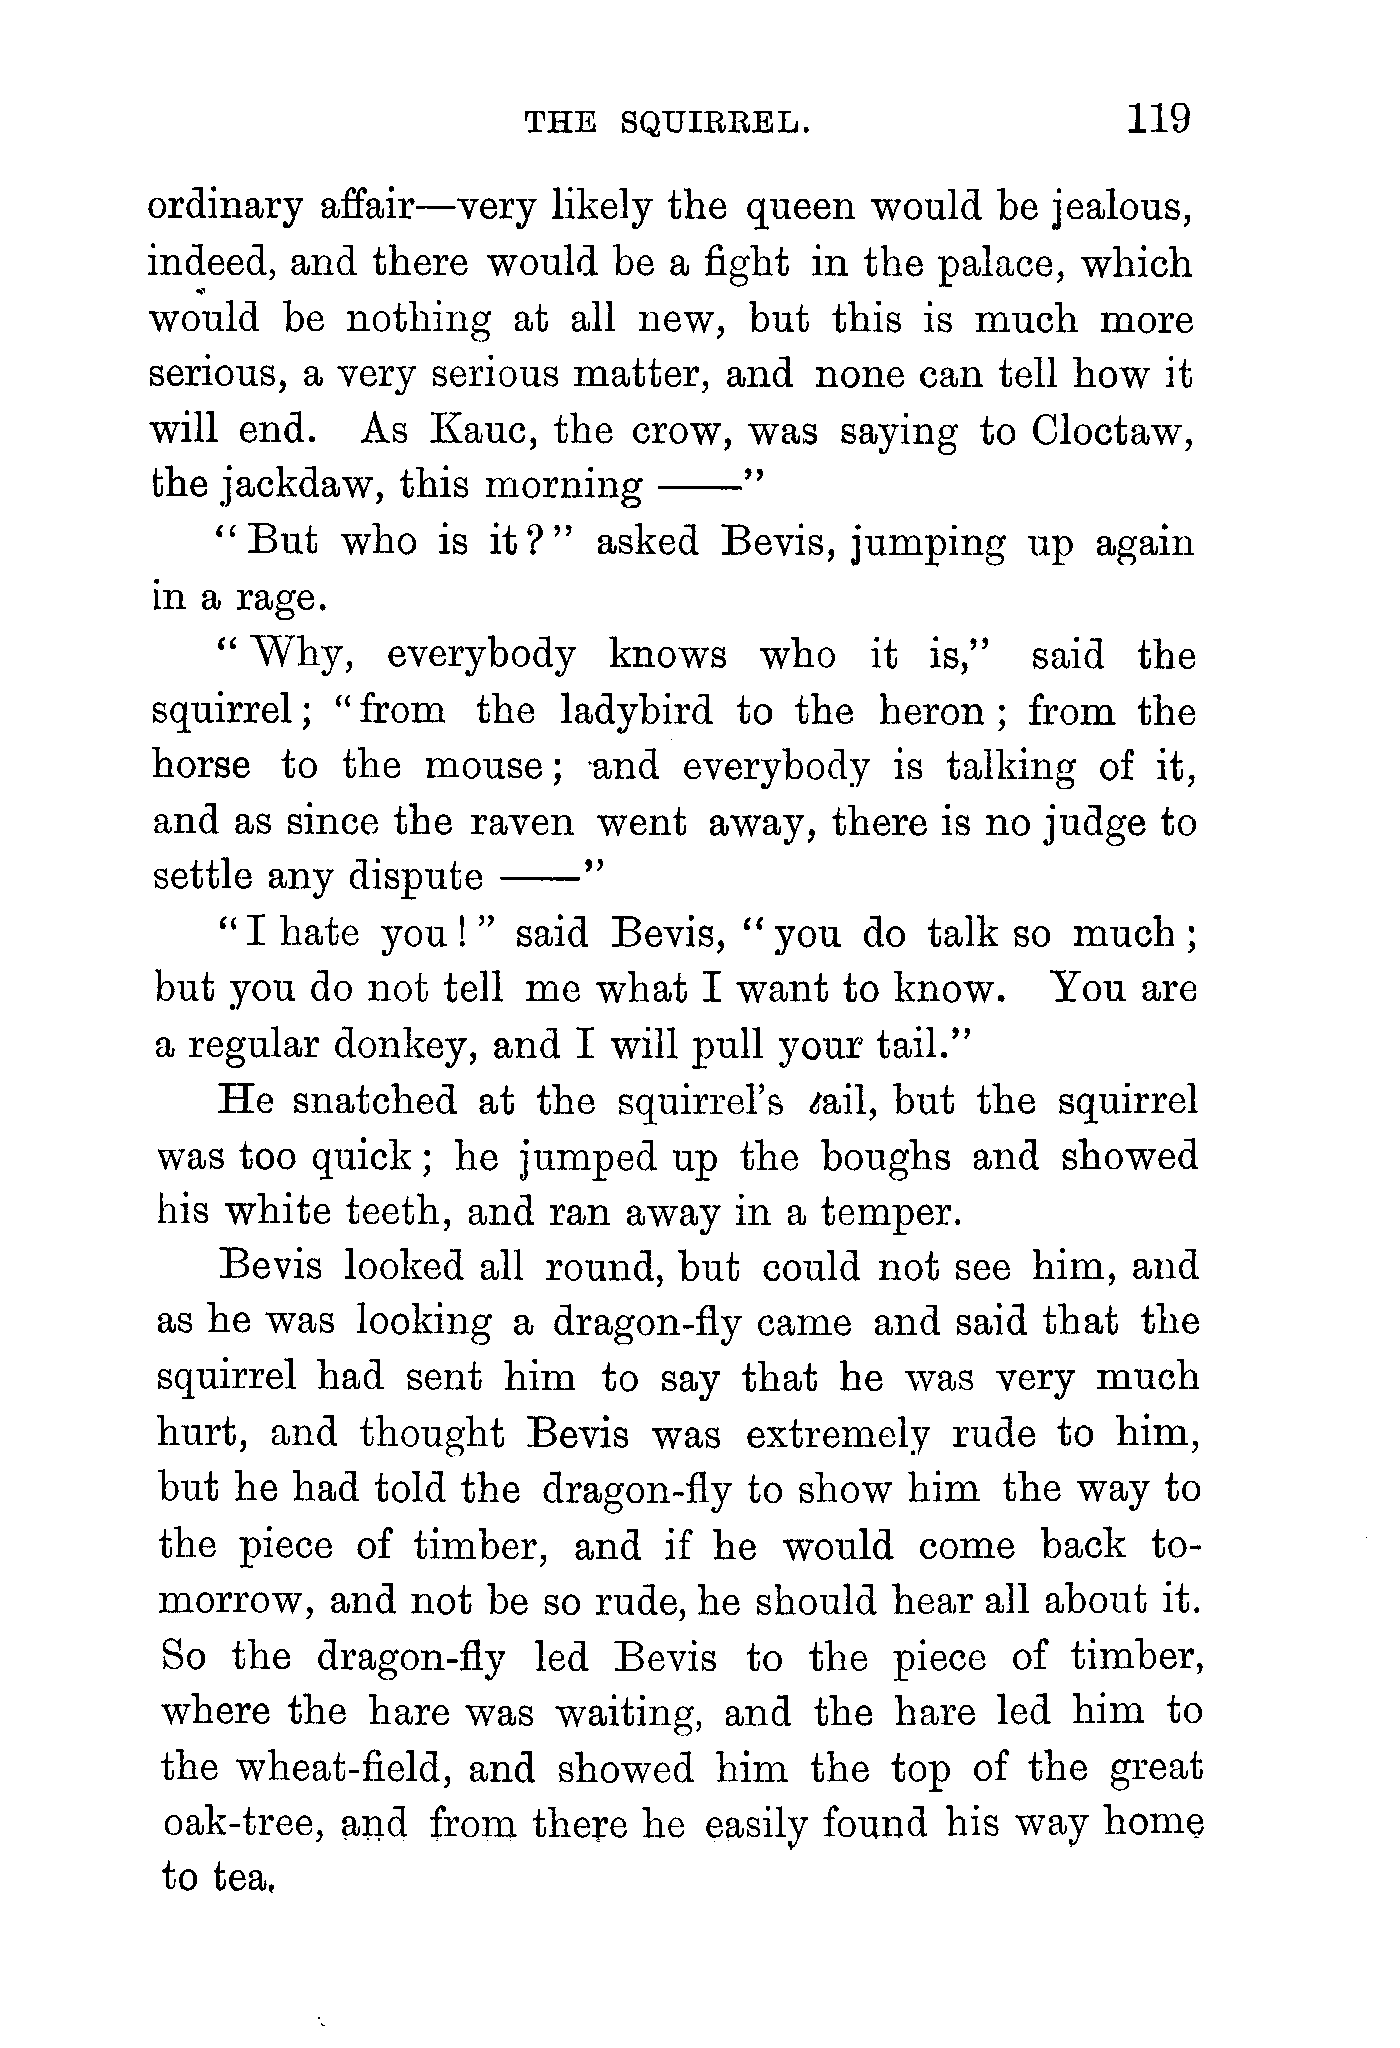 THE SQUIRREL. 119
ordinary affair—very likely the queen would be jealous,
indeed, and there would be a fight in the palace, which
would be nothing at all new, but this is much more
serious, a very serious matter, and none can tell how it
will end. As Kauc, the crow, was saying to Cloctaw,
the jackdaw, this morning ——”
“But who is it?” asked Bevis, jumping up again
in a rage.
“Why, everybody knows who it is,” said the
squirrel; “from the ladybird to the heron; from the
horse to the mouse; and everybody is talking of it,
and as since the raven went away, there is no judge to
settle any dispute ——”
“I hate you!” said Bevis, “you do talk so much;
but you do not tell me what I want to know. You are
a regular donkey, and I will pull your tail.”
He snatched at the squirrel’s tail, but the squirrel
was too quick; he jumped up the boughs and showed
his white teeth, and ran away in a temper.
Bevis looked all round, but could not see him, and
as he was looking a dragon-fly came and said that the
squirrel had sent him to say that he was very much
hurt, and thought Bevis was extremely rude to him,
but he had told the dragon-fly to show him the way to
the piece of timber, and if he would come back to-
morrow, and not be so rude, he should hear all about it.
So the dragon-fly led Bevis to the piece of timber,
where the hare was waiting, and the hare led him to
the wheat-field, and showed him the top of the great
oak-tree, and from there he easily found his way home
to tea.